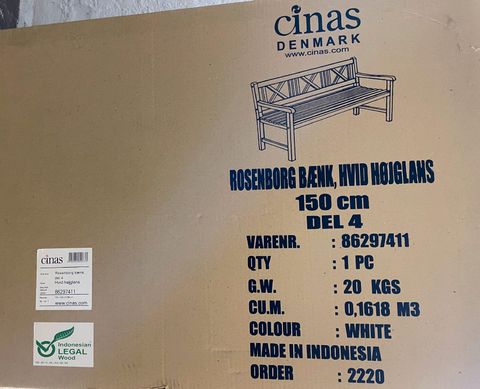 cinas
DENMARK
www.cinas.com
ROSENBORG BÆNK, HVID HØJGLANS
150 cm
DEL 4
VARENR. : 86297411
QTY : 1 PC
G.W. : 20 KGS
CU.M. : 0,1618 M3
COLOUR : WHITE
MADE IN INDONESIA
ORDER : 2220
cinas
Rosenborg bænk
del 4
Hvid højglans
86297411
www.cinas.com
Indonesian
LEGAL
Wood